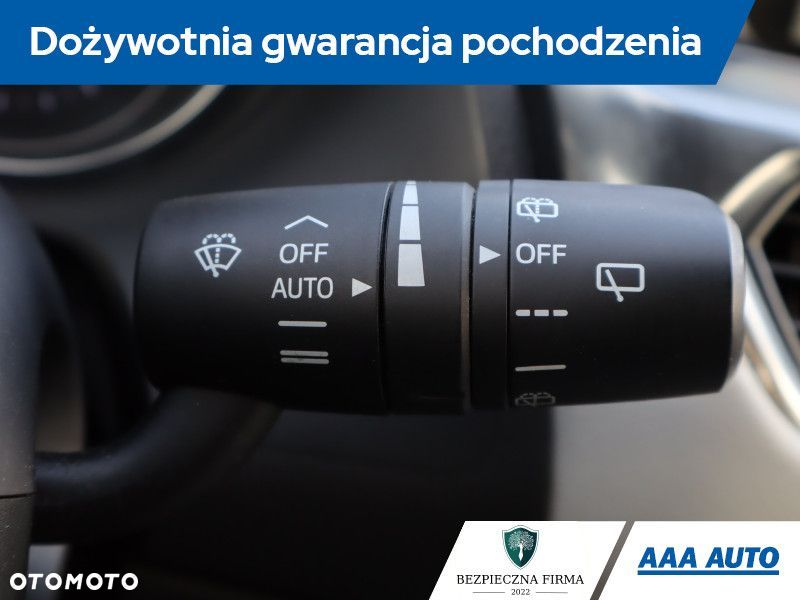 Dożywotnia gwarancja pochodzenia
OFF
AUTO
OFF
BEZPIECZNA FIRMA
2022
AAA AUTO
OTOMOTO